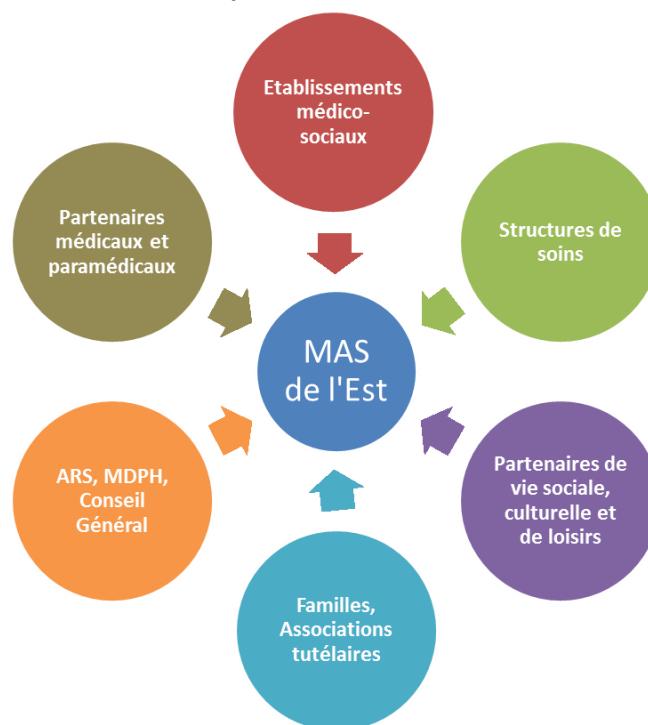 Etablissements
médico-
sociaux
Partenaires
médicaux et
paramédicaux
Structures de
soins
MAS
de l'Est
ARS, MDPH,
Conseil
Général
Partenaires de
vie sociale,
culturelle et
de loisirs
Familles,
Associations
tutélaires